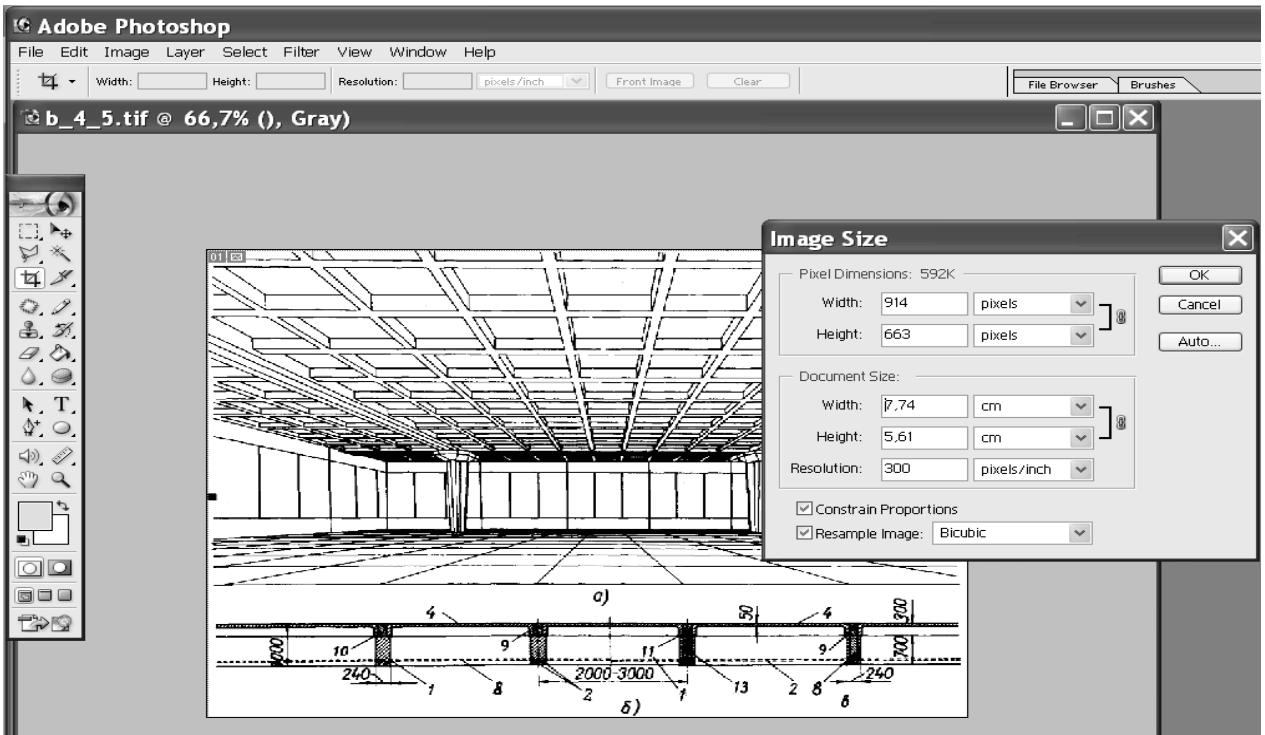 Adobe Photoshop
File Edit Image Layer Select Filter View Window Help
Width: Height: Resolution: pixels/inch Front Image Clear
File Browser Brushes
b_4_5.tif @ 66,7% (), Gray)
01
Image Size
Pixel Dimensions: 592K
Width: 914 pixels
Height: 663 pixels
Document Size:
Width: 7,74 cm
Height: 5,61 cm
Resolution: 300 pixels/inch
Constrain Proportions
Resample Image: Bicubic
OK
Cancel
Auto...
а)
4 50 4 300
10 9 11 9 700
240 1 8 2 2000-3000 1 13 2 8 240
б) в